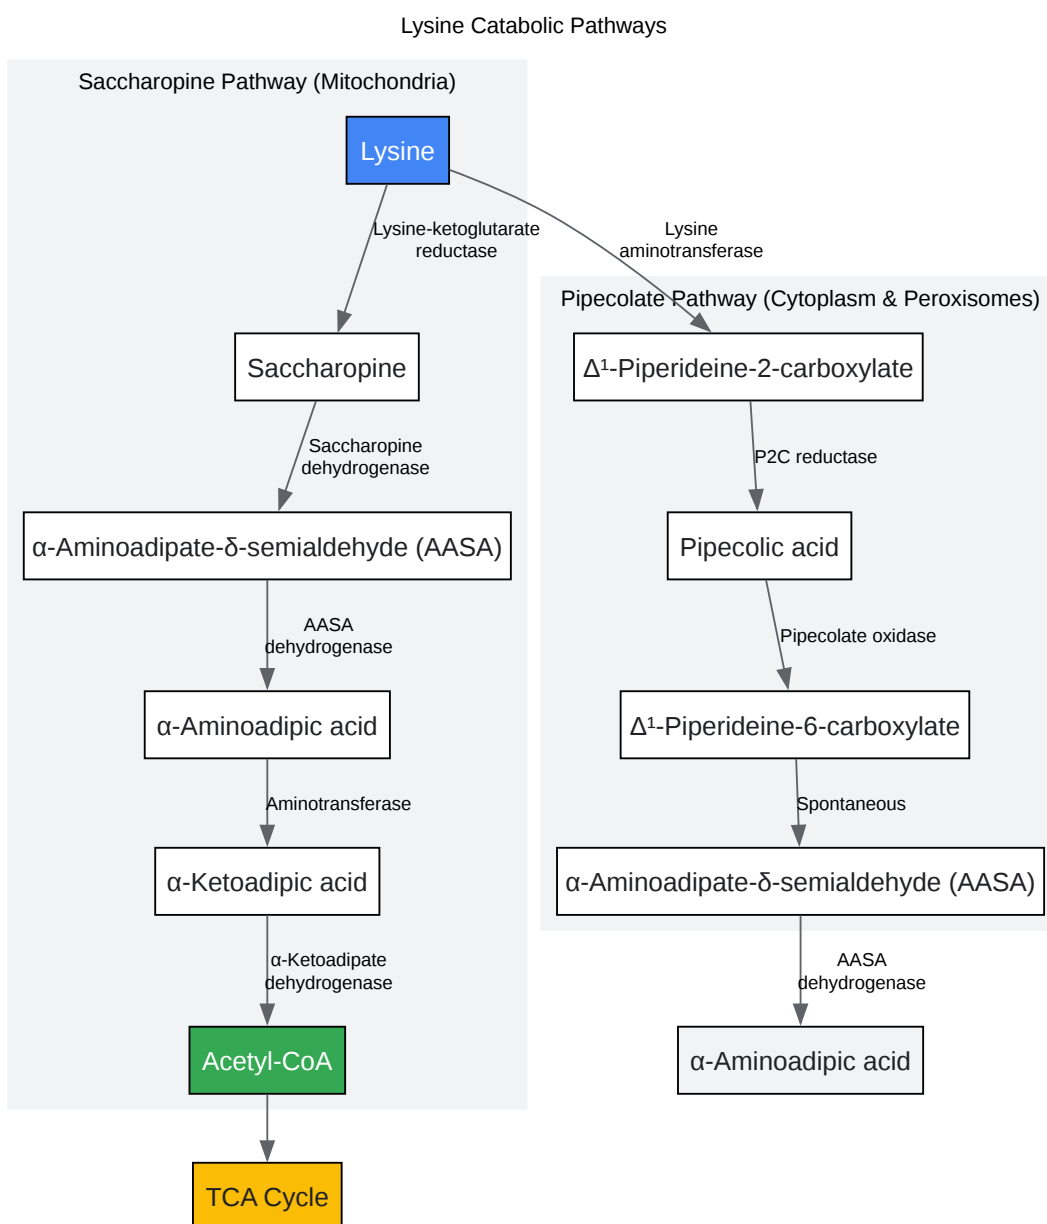 Lysine Catabolic Pathways
Saccharopine Pathway (Mitochondria)
Lysine
Lysine-ketoglutarate
reductase
Saccharopine
Saccharopine
dehydrogenase
α-Aminoadipate-δ-semialdehyde (AASA)
AASA
dehydrogenase
α-Aminoadipic acid
Aminotransferase
α-Ketoadipic acid
α-Ketoadipate
dehydrogenase
Acetyl-CoA
TCA Cycle
Lysine
aminotransferase
Pipecolate Pathway (Cytoplasm & Peroxisomes)
Δ¹-Piperideine-2-carboxylate
P2C reductase
Pipecolic acid
Pipecolate oxidase
Δ¹-Piperideine-6-carboxylate
Spontaneous
α-Aminoadipate-δ-semialdehyde (AASA)
AASA
dehydrogenase
α-Aminoadipic acid